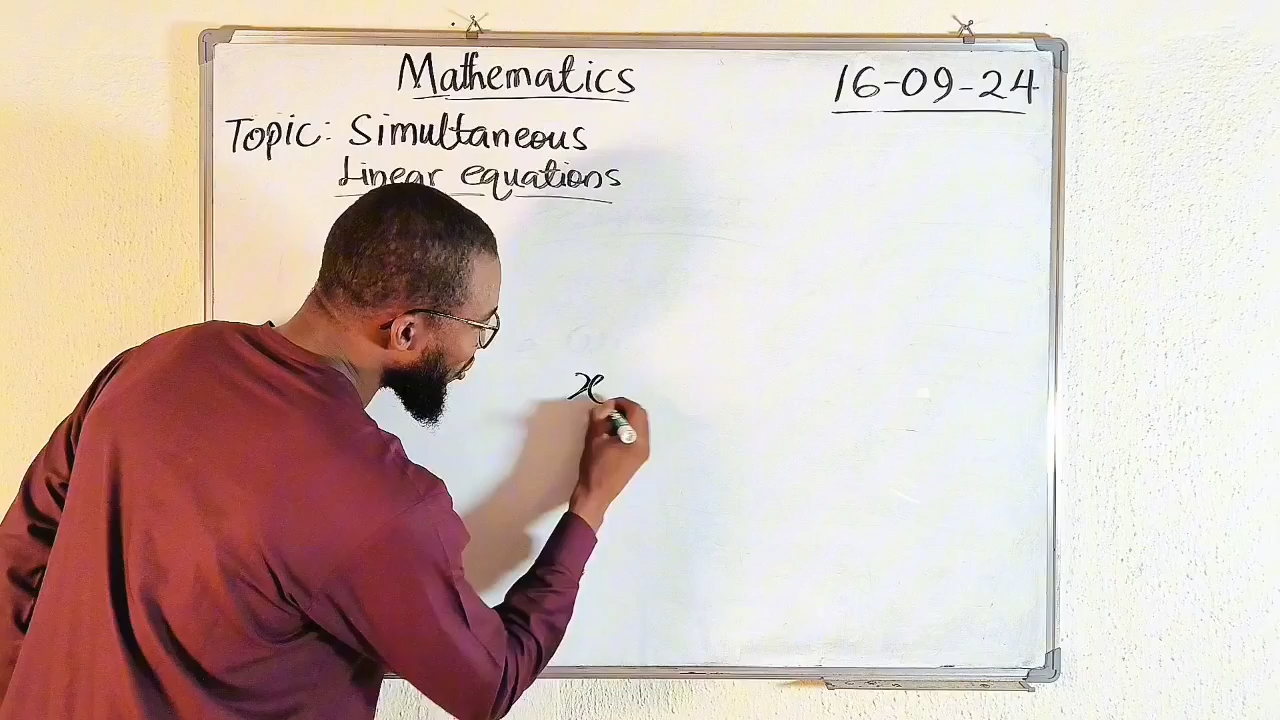 Mathematics
16-09-24
Topic: Simultaneous
Linear equations
x